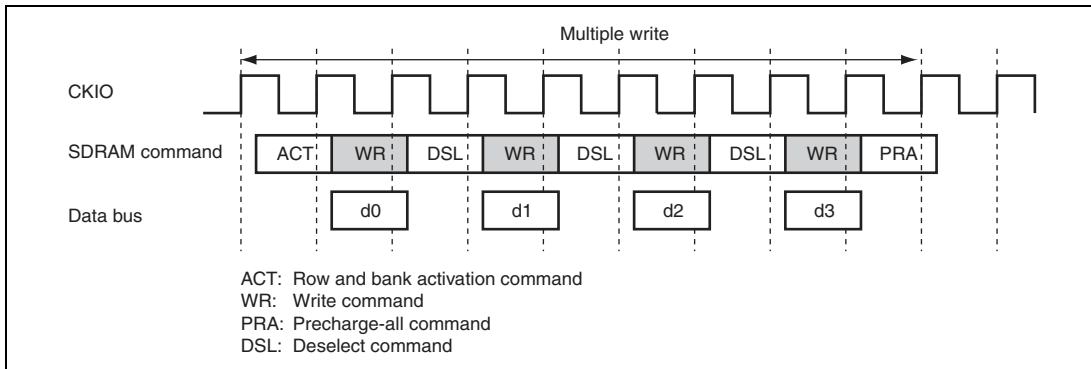 Multiple write
CKIO
SDRAM command ACT WR DSL WR DSL WR DSL WR PRA
Data bus d0 d1 d2 d3
ACT: Row and bank activation command
WR: Write command
PRA: Precharge-all command
DSL: Deselect command